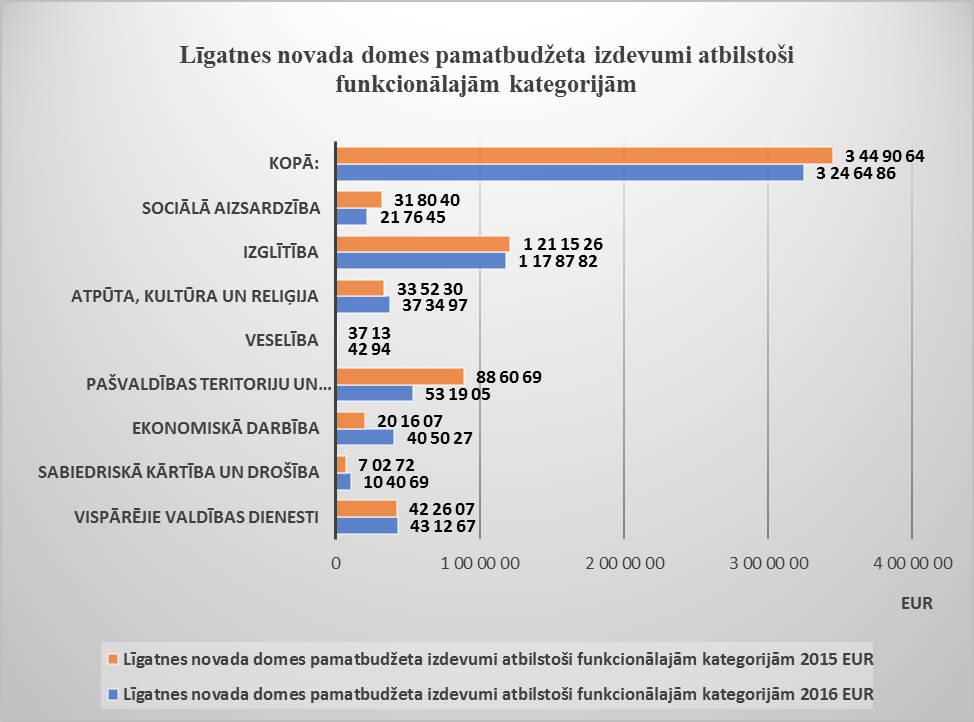 Līgatnes novada domes pamatbudžeta izdevumi atbilstoši
funkcionālajām kategorijām
KOPĀ:
3 44 90 64
3 24 64 86
SOCIĀLĀ AIZSARDZĪBA
31 80 40
21 76 45
IZGLĪTĪBA
1 21 15 26
1 17 87 82
ATPŪTA, KULTŪRA UN RELIĢIJA
33 52 30
37 34 97
VESELĪBA
37 13
42 94
PAŠVALDĪBAS TERITORIJU UN...
88 60 69
53 19 05
EKONOMISKĀ DARBĪBA
20 16 07
40 50 27
SABIEDRISKĀ KĀRTĪBA UN DROŠĪBA
7 02 72
10 40 69
VISPĀRĒJIE VALDĪBAS DIENESTI
42 26 07
43 12 67
0 1 00 00 00 2 00 00 00 3 00 00 00 4 00 00 00
EUR
Līgatnes novada domes pamatbudžeta izdevumi atbilstoši funkcionālajām kategorijām 2015 EUR
Līgatnes novada domes pamatbudžeta izdevumi atbilstoši funkcionālajām kategorijām 2016 EUR